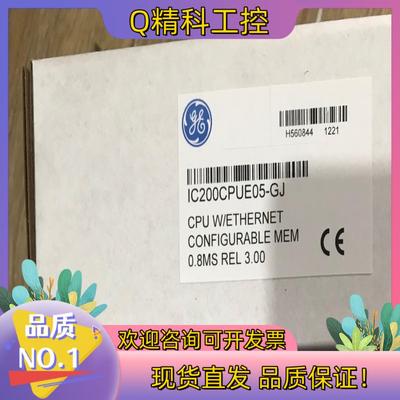 Q精科工控
GE
H560844 1221
IC200CPUE05-GJ
CPU W/ETHERNET
CONFIGURABLE MEM
0.8MS REL 3.00
CE
品质
NO.1
欢迎咨询可开发票
现货直发 品质保证!